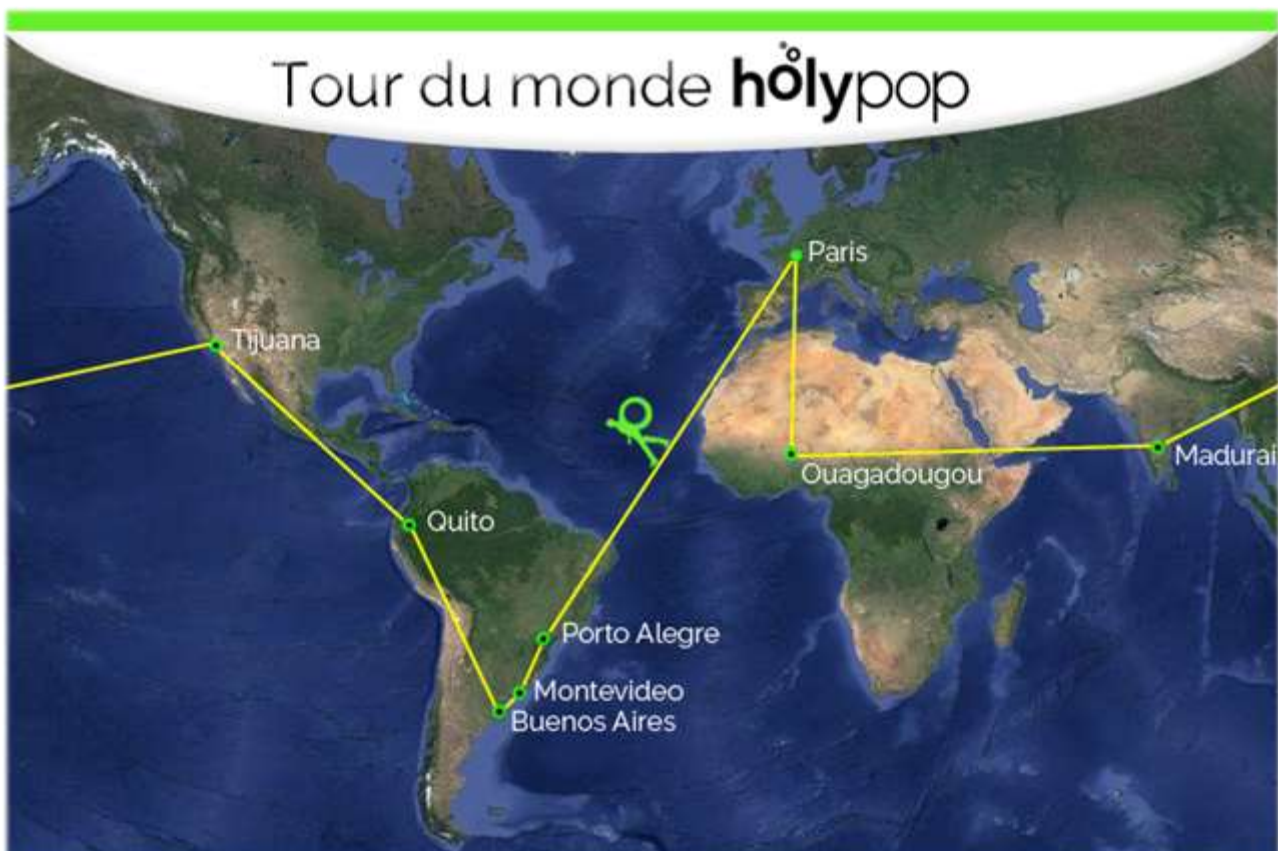 Tour du monde holypop
Paris
Tijuana
Madurai
Ouagadougou
Quito
Porto Alegre
Montevideo
Buenos Aires